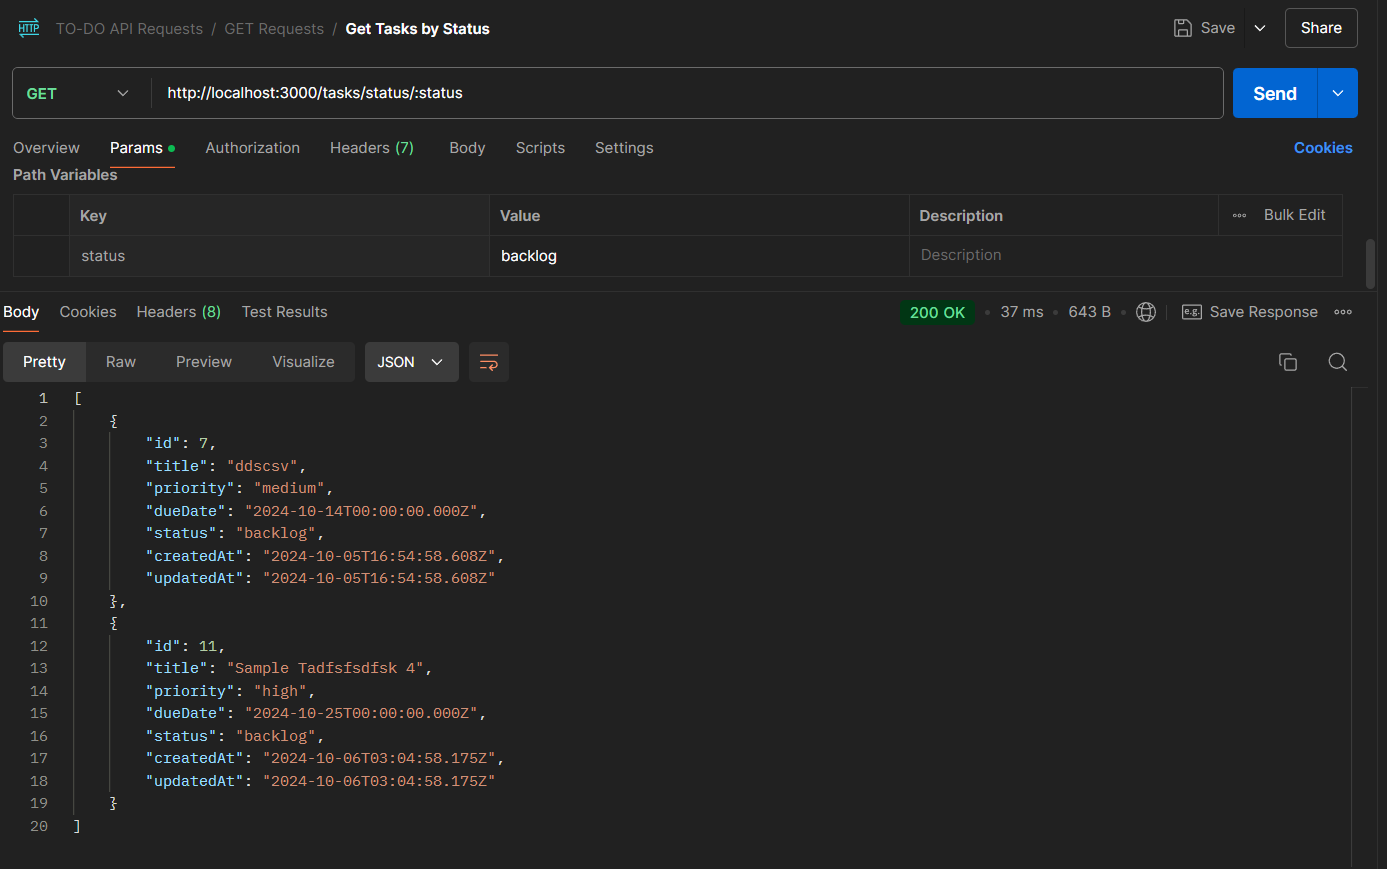 HTTP TO-DO API Requests / GET Requests / Get Tasks by Status Save Share
GET http://localhost:3000/tasks/status/:status Send
Overview Params Authorization Headers (7) Body Scripts Settings Cookies
Path Variables
Key Value Description Bulk Edit
status backlog Description
Body Cookies Headers (8) Test Results 200 OK 37 ms 643 B e.g. Save Response
Pretty Raw Preview Visualize JSON
1 [
2 {
3 "id": 7,
4 "title": "ddscsv",
5 "priority": "medium",
6 "dueDate": "2024-10-14T00:00:00.000Z",
7 "status": "backlog",
8 "createdAt": "2024-10-05T16:54:58.608Z",
9 "updatedAt": "2024-10-05T16:54:58.608Z"
10 },
11 {
12 "id": 11,
13 "title": "Sample Tadfsfsdfsk 4",
14 "priority": "high",
15 "dueDate": "2024-10-25T00:00:00.000Z",
16 "status": "backlog",
17 "createdAt": "2024-10-06T03:04:58.175Z",
18 "updatedAt": "2024-10-06T03:04:58.175Z"
19 }
20 ]